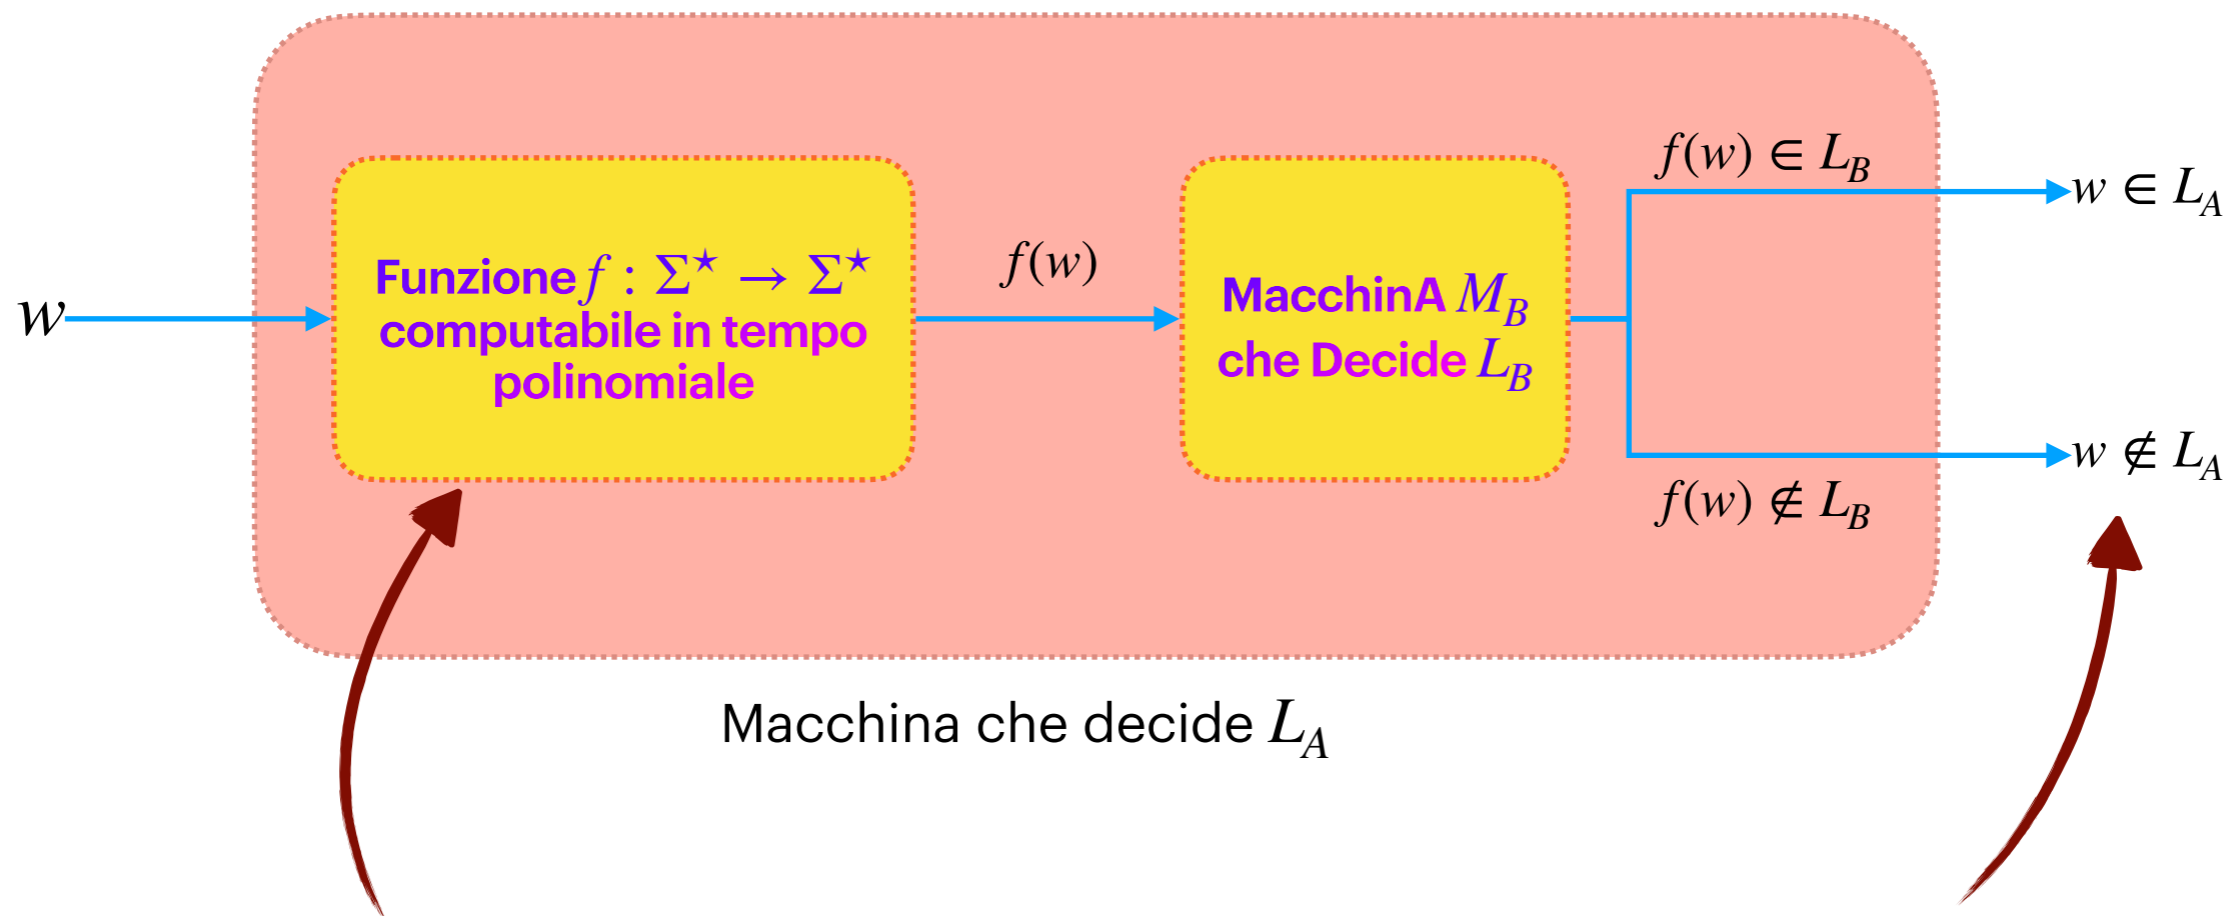 w
Funzione f : Σ⋆ → Σ⋆
computabile in tempo
polinomiale
f(w)
MacchinA M_B
che Decide L_B
f(w) ∈ L_B
w ∈ L_A
w ∉ L_A
f(w) ∉ L_B
Macchina che decide L_A